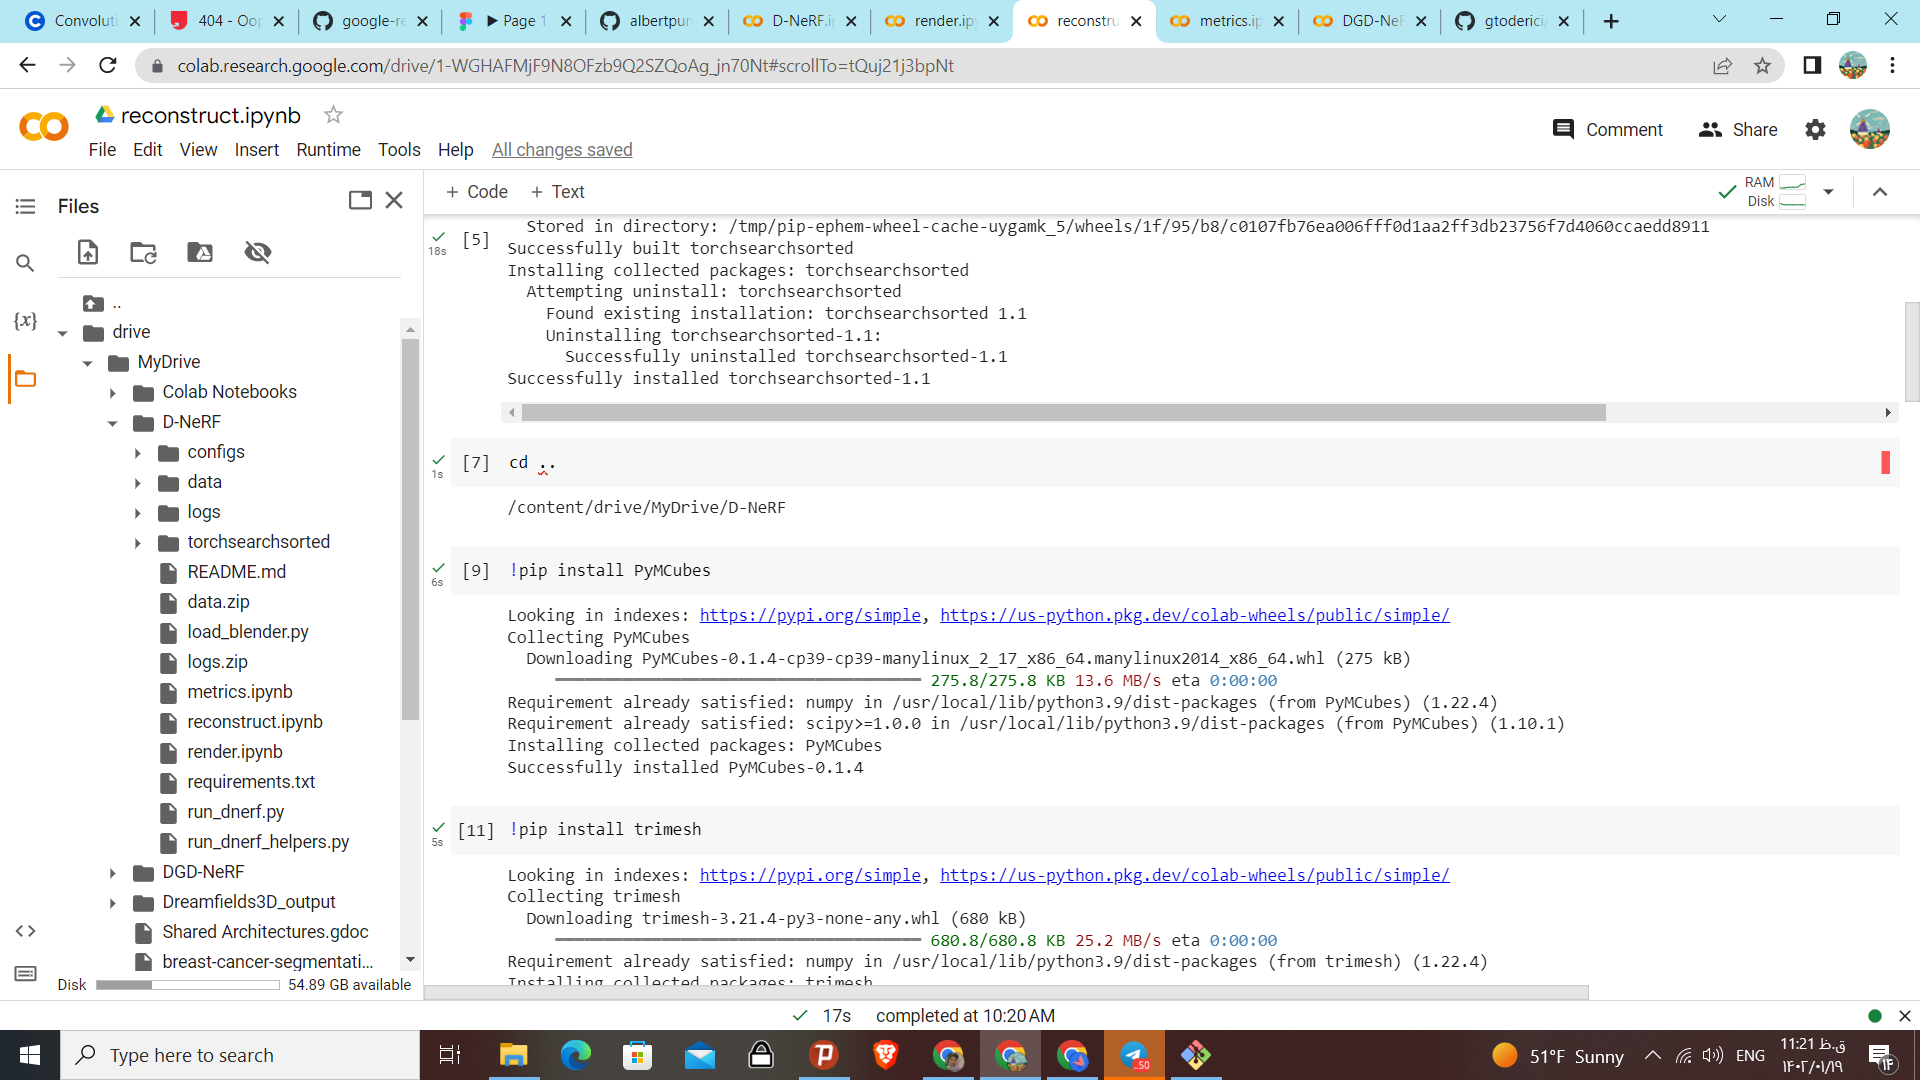 Convoluti
404 - Oop
google-re
Page 1
albertpum
D-NeRF.i
render.ip
reconstru
metrics.ip
DGD-NeR
gtoderici/
colab.research.google.com/drive/1-WGHAFMjF9N8OFzb9Q2SZQoAg_jn70Nt#scrollTo=tQuj21j3bpNt
reconstruct.ipynb
Comment
Share
File Edit View Insert Runtime Tools Help All changes saved
Files
+ Code + Text
RAM
Disk
..
drive
MyDrive
Colab Notebooks
D-NeRF
configs
data
logs
torchsearchsorted
README.md
data.zip
load_blender.py
logs.zip
metrics.ipynb
reconstruct.ipynb
render.ipynb
requirements.txt
run_dnerf.py
run_dnerf_helpers.py
DGD-NeRF
Dreamfields3D_output
Shared Architectures.gdoc
breast-cancer-segmentati...
Disk 54.89 GB available
{x}
Stored in directory: /tmp/pip-ephem-wheel-cache-uygamk_5/wheels/1f/95/b8/c0107fb76ea006fff0d1aa2ff3db23756f7d4060ccaedd8911
18s [5]
Successfully built torchsearchsorted
Installing collected packages: torchsearchsorted
Attempting uninstall: torchsearchsorted
Found existing installation: torchsearchsorted 1.1
Uninstalling torchsearchsorted-1.1:
Successfully uninstalled torchsearchsorted-1.1
Successfully installed torchsearchsorted-1.1
1s [7] cd ..
/content/drive/MyDrive/D-NeRF
6s [9] !pip install PyMCubes
Looking in indexes: https://pypi.org/simple, https://us-python.pkg.dev/colab-wheels/public/simple/
Collecting PyMCubes
Downloading PyMCubes-0.1.4-cp39-cp39-manylinux_2_17_x86_64.manylinux2014_x86_64.whl (275 kB)
275.8/275.8 KB 13.6 MB/s eta 0:00:00
Requirement already satisfied: numpy in /usr/local/lib/python3.9/dist-packages (from PyMCubes) (1.22.4)
Requirement already satisfied: scipy>=1.0.0 in /usr/local/lib/python3.9/dist-packages (from PyMCubes) (1.10.1)
Installing collected packages: PyMCubes
Successfully installed PyMCubes-0.1.4
5s [11] !pip install trimesh
Looking in indexes: https://pypi.org/simple, https://us-python.pkg.dev/colab-wheels/public/simple/
Collecting trimesh
Downloading trimesh-3.21.4-py3-none-any.whl (680 kB)
680.8/680.8 KB 25.2 MB/s eta 0:00:00
Requirement already satisfied: numpy in /usr/local/lib/python3.9/dist-packages (from trimesh) (1.22.4)
Installing collected packages: trimesh
17s completed at 10:20 AM
Type here to search
..50
51°F Sunny
ENG
11:21 ق.ظ
۱۴۰۲/۰۱/۱۹
۱۴